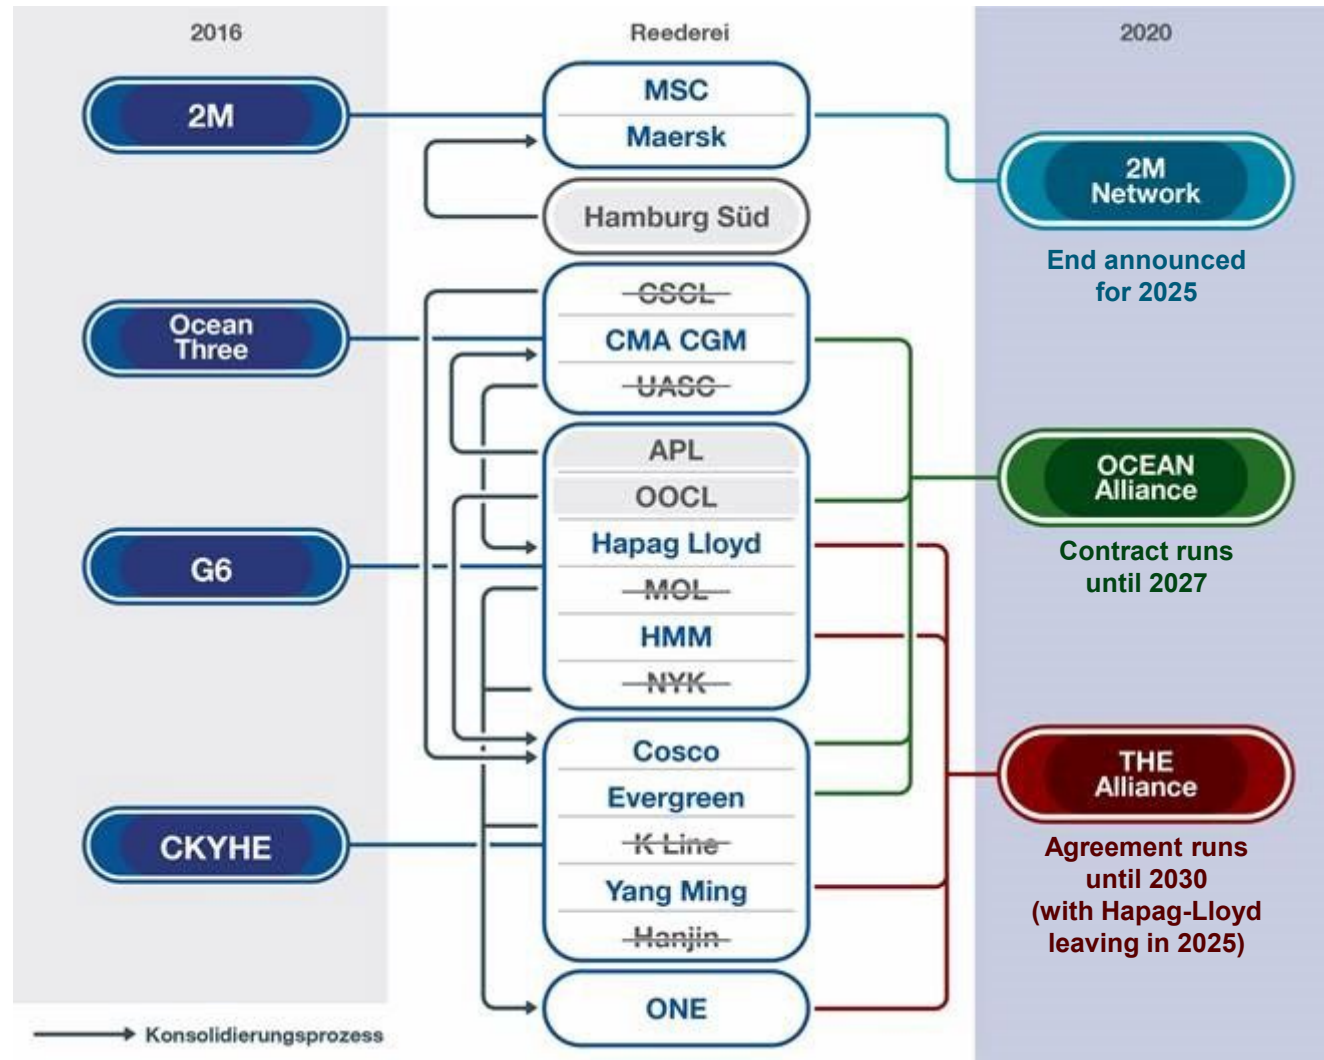 2016
Reederei
2020
2M
MSC
Maersk
Hamburg Süd
2M
Network
End announced
for 2025
Ocean
Three
CSCL
CMA CGM
UASC
APL
OOCL
Hapag Lloyd
MOL
HMM
NYK
G6
OCEAN
Alliance
Contract runs
until 2027
CKYHE
Cosco
Evergreen
K Line
Yang Ming
Hanjin
ONE
THE
Alliance
Agreement runs
until 2030
(with Hapag-Lloyd
leaving in 2025)
Konsolidierungsprozess